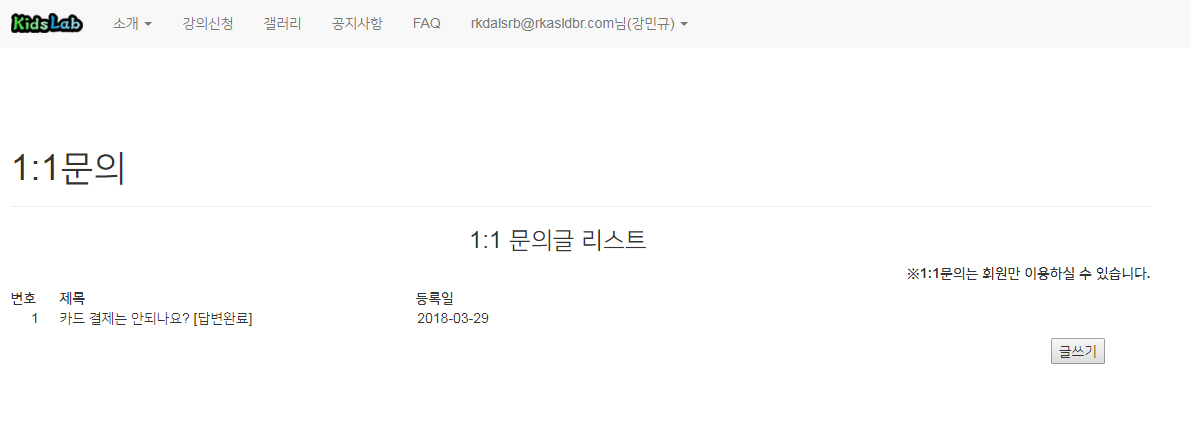 KidsLab 소개 강의신청 갤러리 공지사항 FAQ rkdalsrb@rkasldbr.com님(강민규)
1:1문의
1:1 문의글 리스트
※1:1문의는 회원만 이용하실 수 있습니다.
번호 제목 등록일
1 카드 결제는 안되나요? [답변완료] 2018-03-29
글쓰기